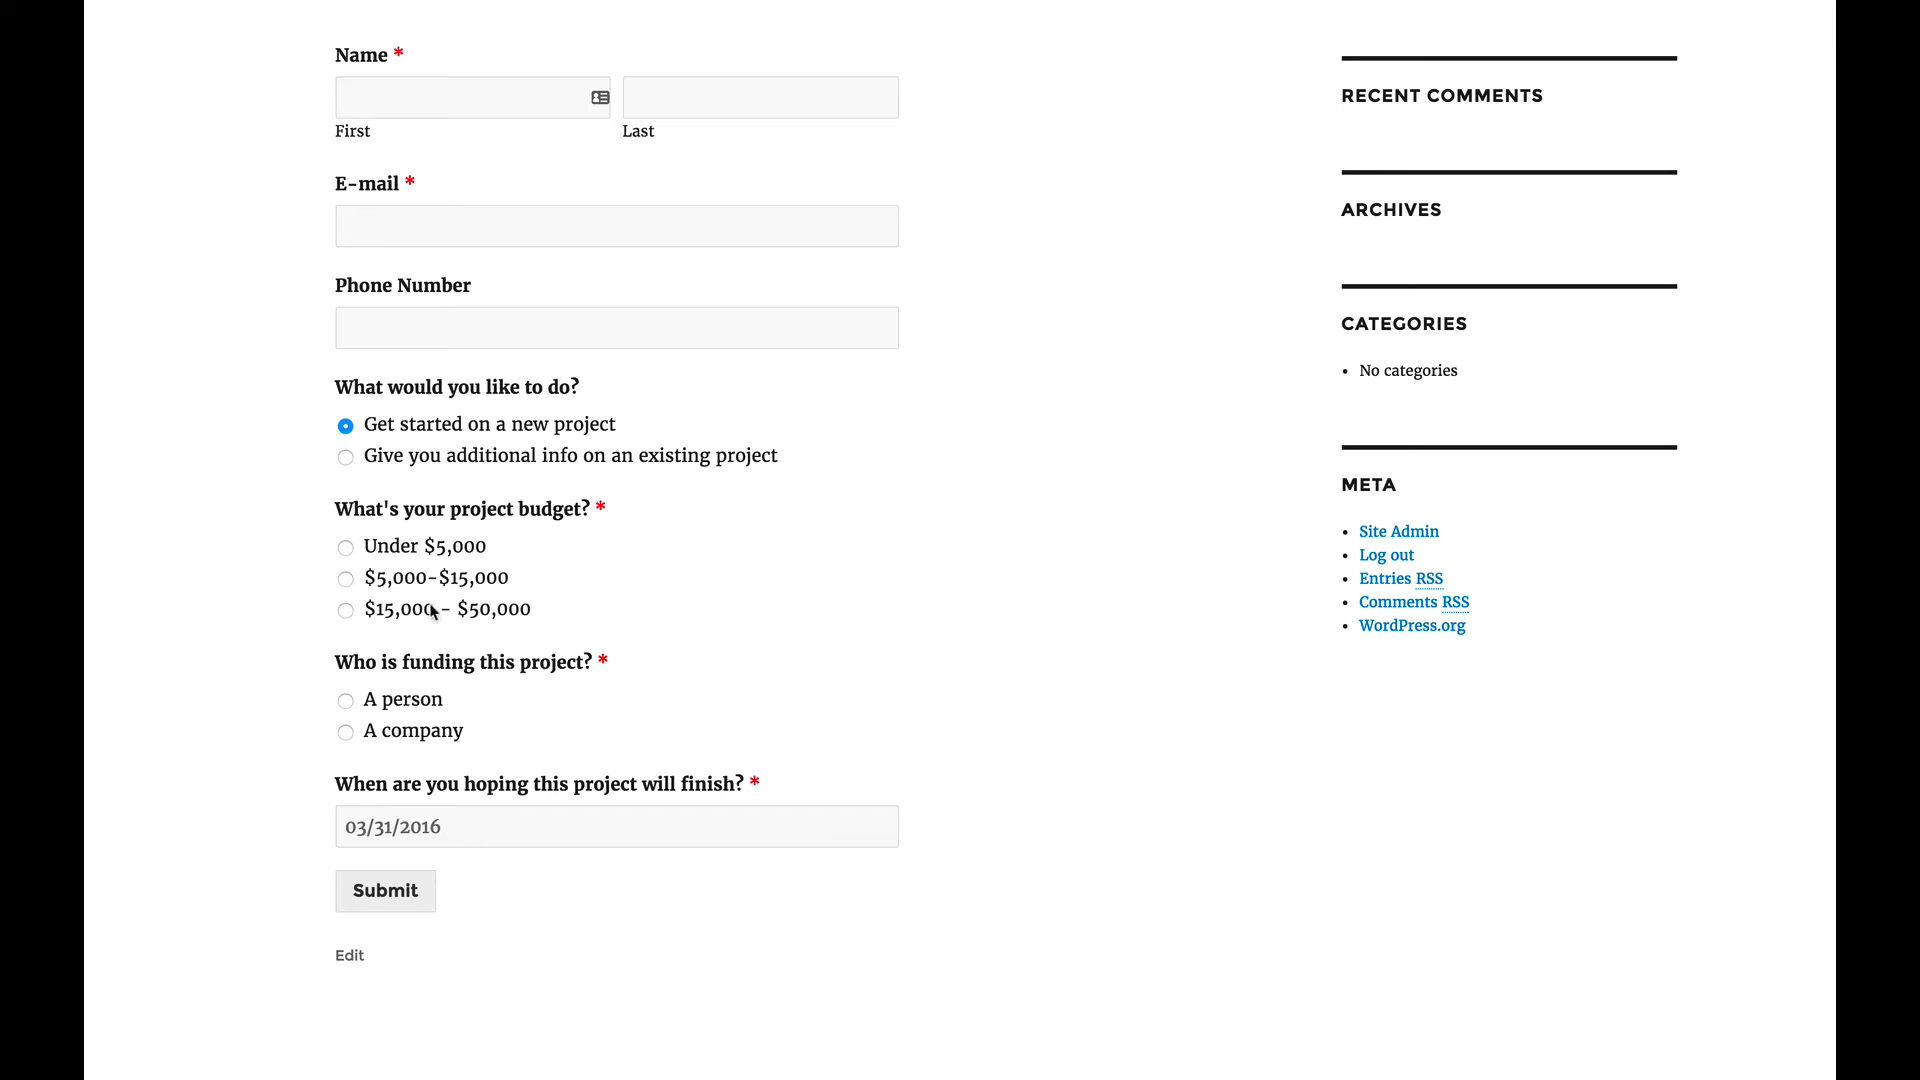 Name *
First
Last
E-mail *
Phone Number
What would you like to do?
Get started on a new project
Give you additional info on an existing project
What's your project budget? *
Under $5,000
$5,000-$15,000
$15,000 - $50,000
Who is funding this project? *
A person
A company
When are you hoping this project will finish? *
03/31/2016
Submit
Edit
RECENT COMMENTS
ARCHIVES
CATEGORIES
• No categories
META
• Site Admin
• Log out
• Entries RSS
• Comments RSS
• WordPress.org